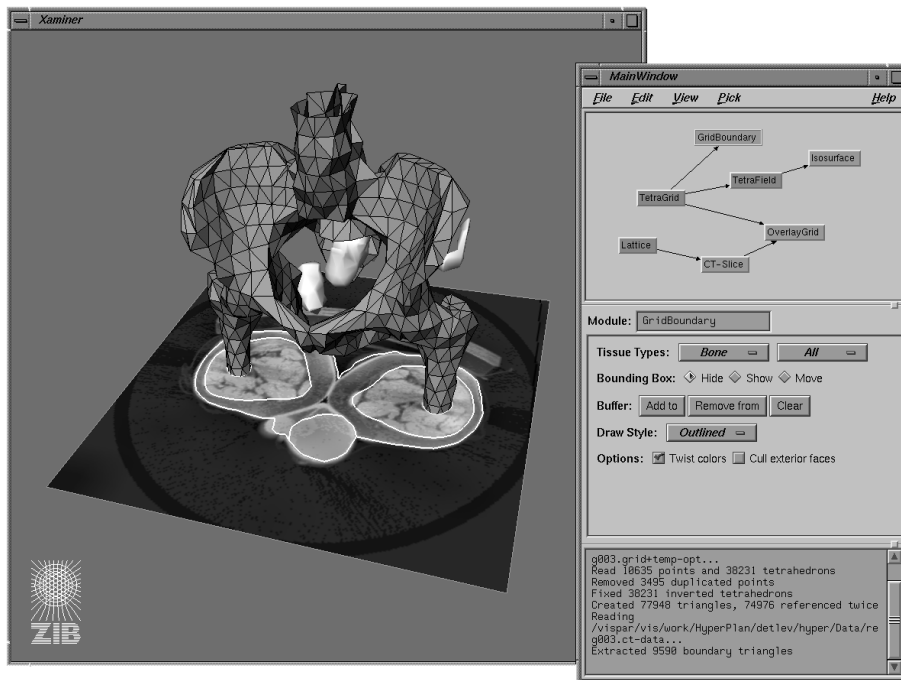 Xaminer
MainWindow
File Edit View Pick Help
GridBoundary
Isosurface
TetraField
TetraGrid
OverlayGrid
Lattice
CT-Slice
Module: GridBoundary
Tissue Types: Bone All
Bounding Box: Hide Show Move
Buffer: Add to Remove from Clear
Draw Style: Outlined
Options: Twist colors Cull exterior faces
g003.grid+temp-opt...
Read 10635 points and 38231 tetrahedrons
Removed 3495 duplicated points
Fixed 38231 inverted tetrahedrons
Created 77948 triangles, 74976 referenced twice
Reading
/vispar/vis/work/HyperPlan/detlev/hyper/Data/re
g003.ct-data...
Extracted 9590 boundary triangles
ZIB